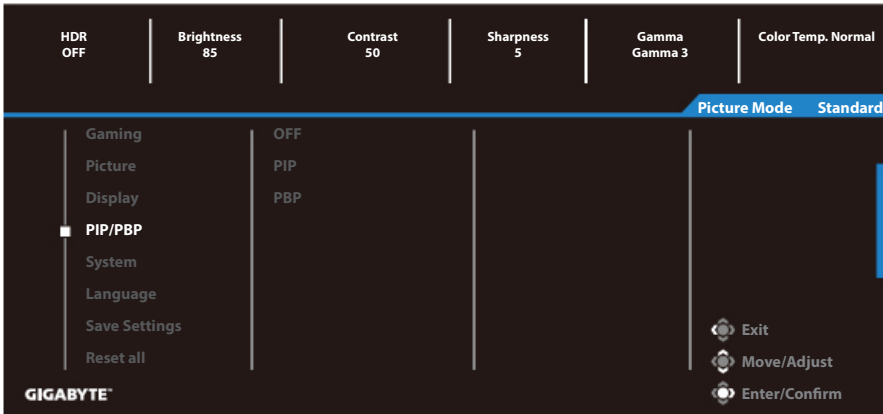 HDR Brightness Contrast Sharpness Gamma Color Temp. Normal
OFF 85 50 5 Gamma 3
Picture Mode Standard
Gaming OFF
Picture PIP
Display PBP
PIP/PBP
System
Language
Save Settings
Exit
Reset all
Move/Adjust
GIGABYTE™
Enter/Confirm